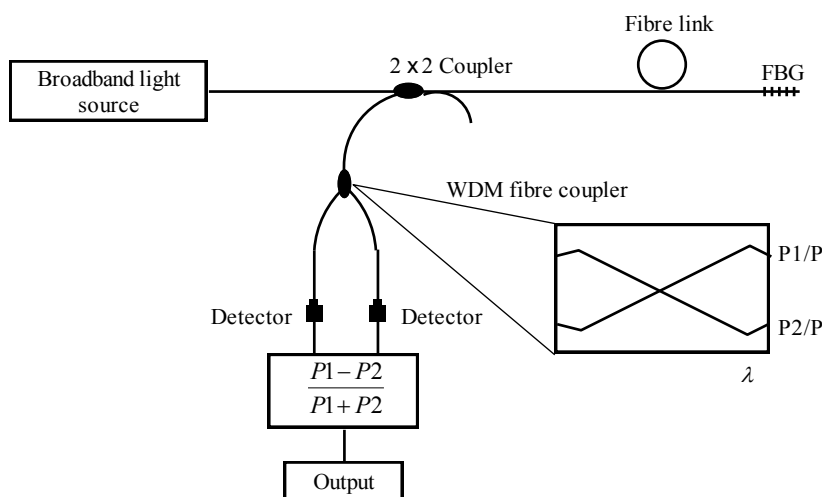 Fibre link
2 x 2 Coupler
FBG
Broadband light
source
WDM fibre coupler
P1/P
P2/P
λ
Detector
Detector
P1 − P2
P1 + P2
Output